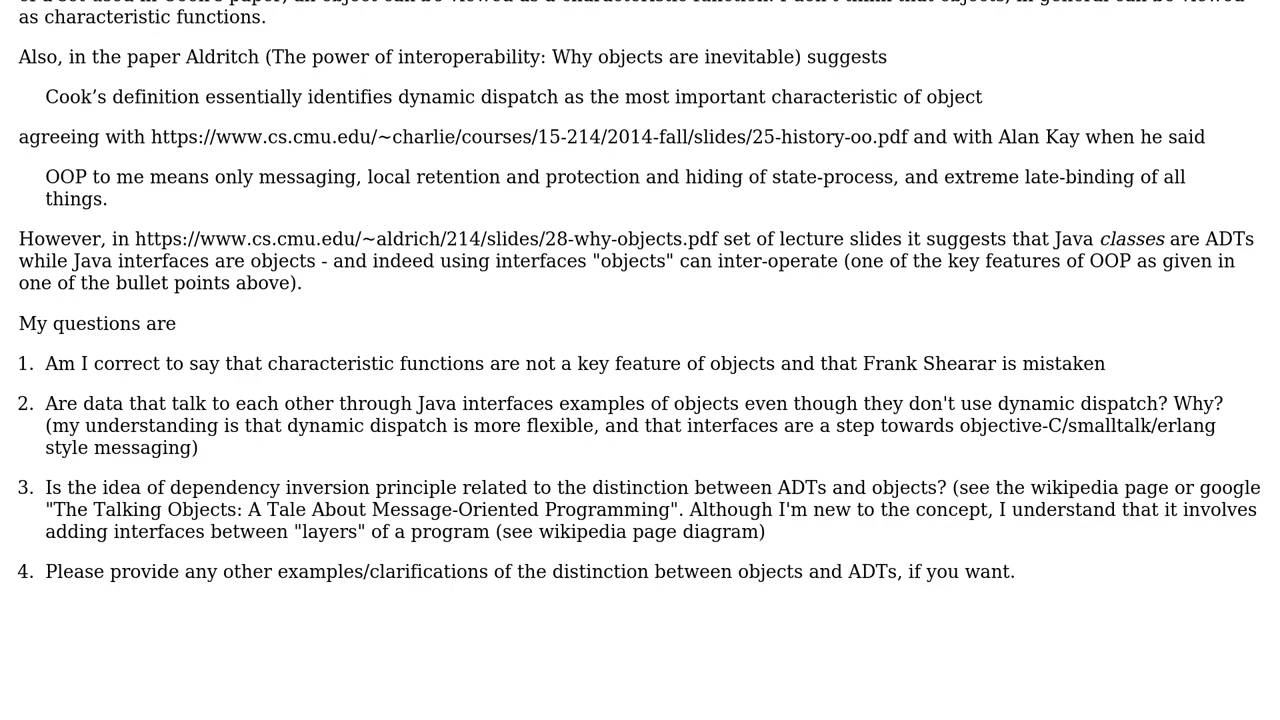 as characteristic functions.
Also, in the paper Aldritch (The power of interoperability: Why objects are inevitable) suggests
Cook’s definition essentially identifies dynamic dispatch as the most important characteristic of object
agreeing with https://www.cs.cmu.edu/~charlie/courses/15-214/2014-fall/slides/25-history-oo.pdf and with Alan Kay when he said
OOP to me means only messaging, local retention and protection and hiding of state-process, and extreme late-binding of all
things.
However, in https://www.cs.cmu.edu/~aldrich/214/slides/28-why-objects.pdf set of lecture slides it suggests that Java classes are ADTs
while Java interfaces are objects - and indeed using interfaces "objects" can inter-operate (one of the key features of OOP as given in
one of the bullet points above).
My questions are
1. Am I correct to say that characteristic functions are not a key feature of objects and that Frank Shearar is mistaken
2. Are data that talk to each other through Java interfaces examples of objects even though they don't use dynamic dispatch? Why?
(my understanding is that dynamic dispatch is more flexible, and that interfaces are a step towards objective-C/smalltalk/erlang
style messaging)
3. Is the idea of dependency inversion principle related to the distinction between ADTs and objects? (see the wikipedia page or google
"The Talking Objects: A Tale About Message-Oriented Programming". Although I'm new to the concept, I understand that it involves
adding interfaces between "layers" of a program (see wikipedia page diagram)
4. Please provide any other examples/clarifications of the distinction between objects and ADTs, if you want.